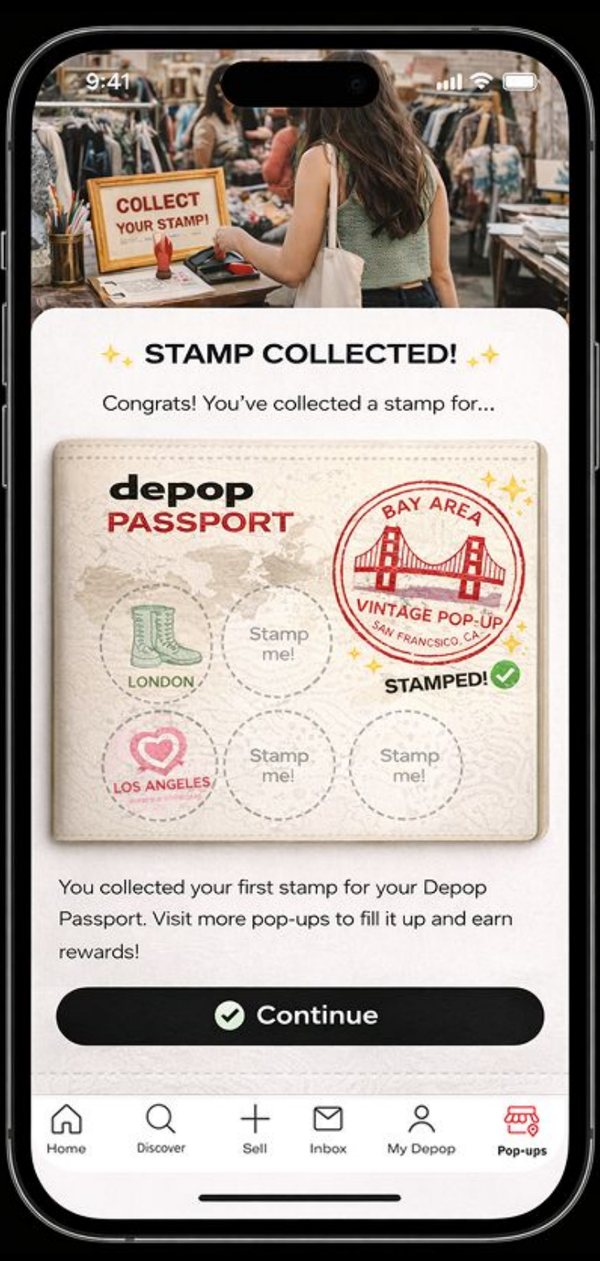 9:41
COLLECT
YOUR STAMP!
STAMP COLLECTED!
Congrats! You've collected a stamp for...
depop
PASSPORT
BAY AREA
VINTAGE POP-UP
SAN FRANCSICO, CA.
STAMPED!
LONDON
Stamp
me!
LOS ANGELES
Stamp
me!
Stamp
me!
You collected your first stamp for your Depop
Passport. Visit more pop-ups to fill it up and earn
rewards!
Continue
Home
Discover
Sell
Inbox
My Depop
Pop-ups